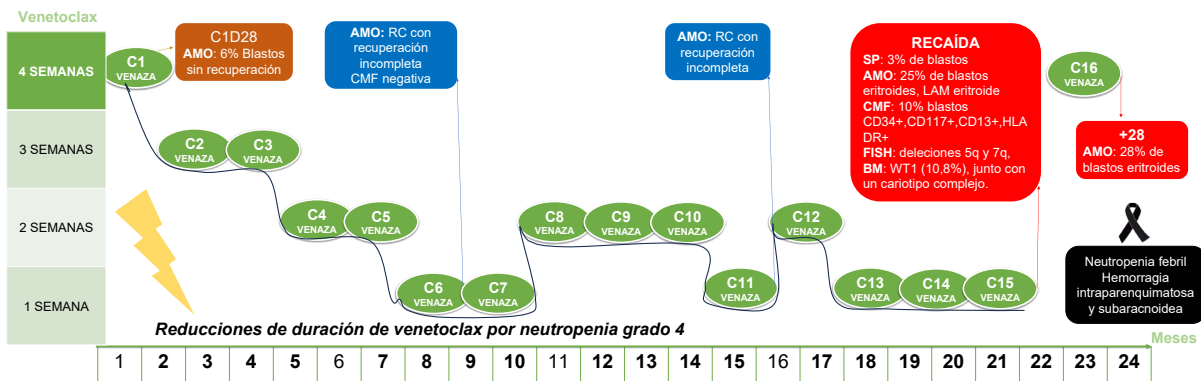 Venetoclax
4 SEMANAS
3 SEMANAS
2 SEMANAS
1 SEMANA
C1
VENAZA
C1D28
AMO: 6% Blastos
sin recuperación
C2
VENAZA
C3
VENAZA
C4
VENAZA
C5
VENAZA
AMO: RC con
recuperación
incompleta
CMF negativa
C6
VENAZA
C7
VENAZA
C8
VENAZA
C9
VENAZA
C10
VENAZA
AMO: RC con
recuperación
incompleta
C11
VENAZA
C12
VENAZA
C13
VENAZA
C14
VENAZA
C15
VENAZA
RECAÍDA
SP: 3% de blastos
AMO: 25% de blastos
eritroides, LAM eritroide
CMF: 10% blastos
CD34+,CD117+,CD13+,HLA
DR+
FISH: deleciones 5q y 7q,
BM: WT1 (10,8%), junto con
un cariotipo complejo.
C16
VENAZA
+28
AMO: 28% de
blastos eritroides
Neutropenia febril
Hemorragia
intraparenquimatosa
y subaracnoidea
Reducciones de duración de venetoclax por neutropenia grado 4
Meses
1 2 3 4 5 6 7 8 9 10 11 12 13 14 15 16 17 18 19 20 21 22 23 24